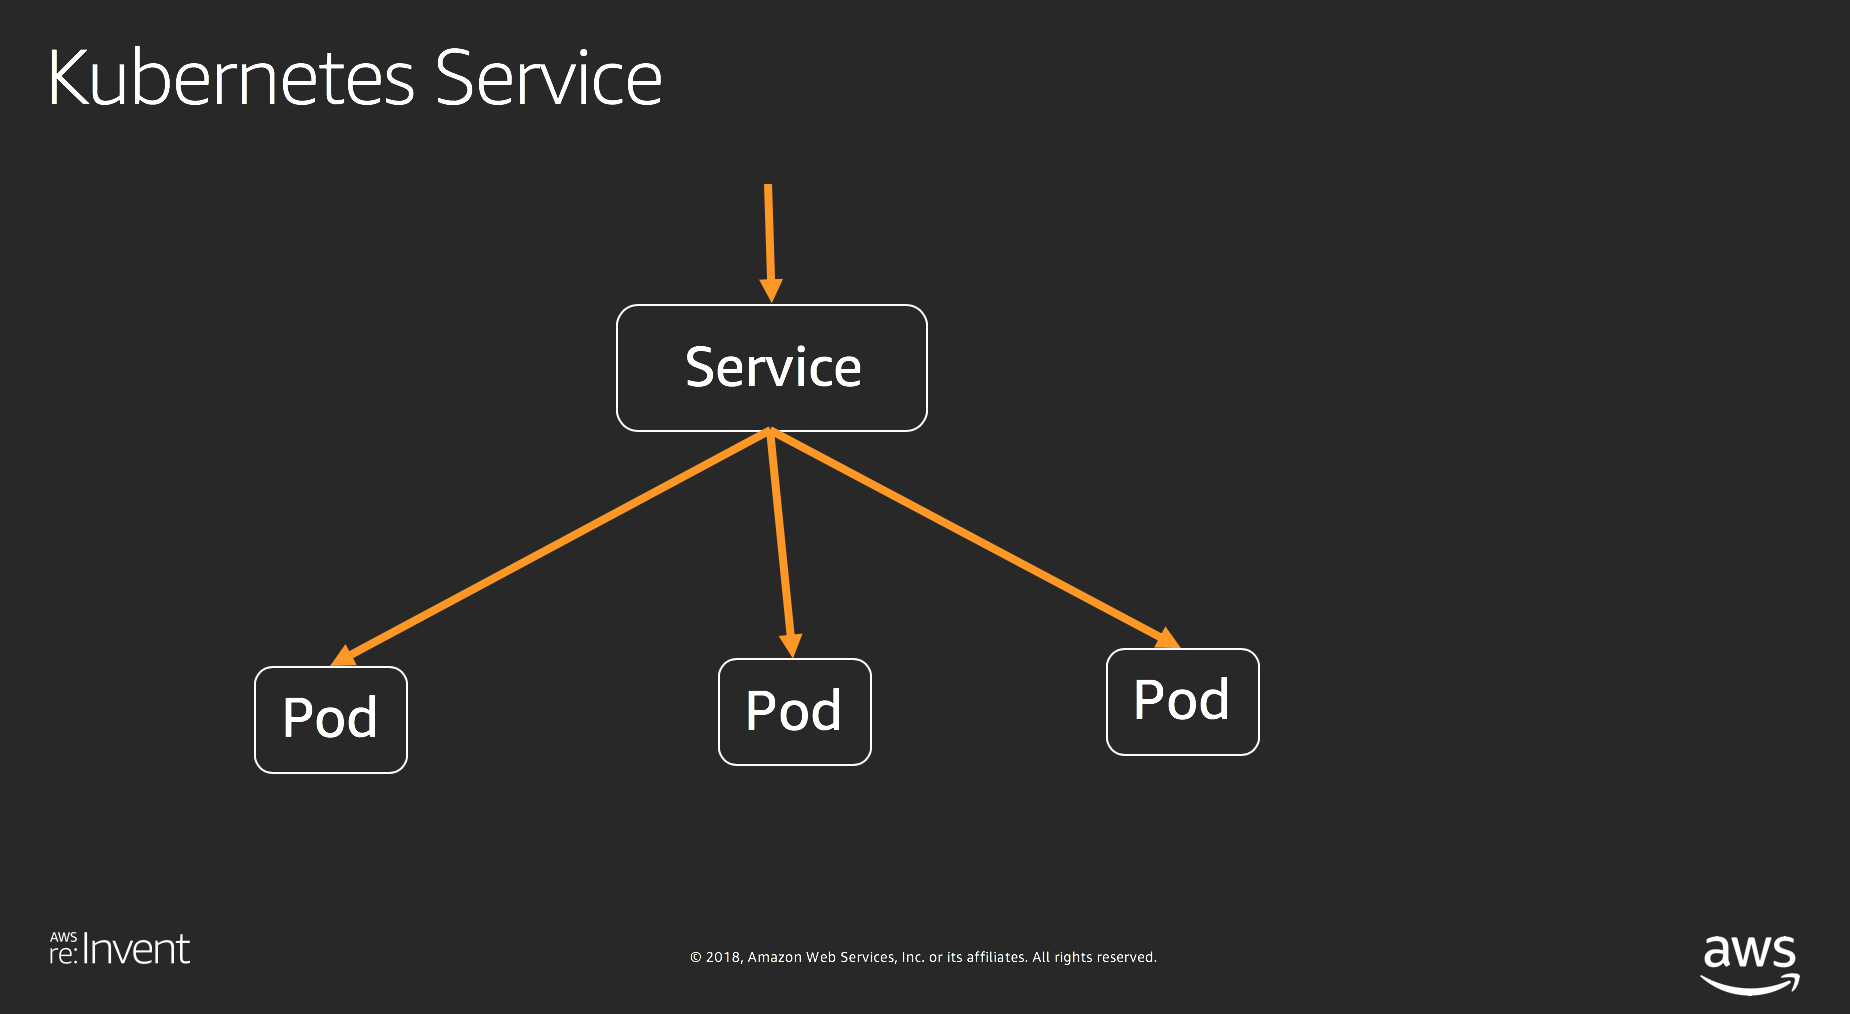 Kubernetes Service
Service
Pod
Pod
Pod
AWS
re:Invent
© 2018, Amazon Web Services, Inc. or its affiliates. All rights reserved.
aws